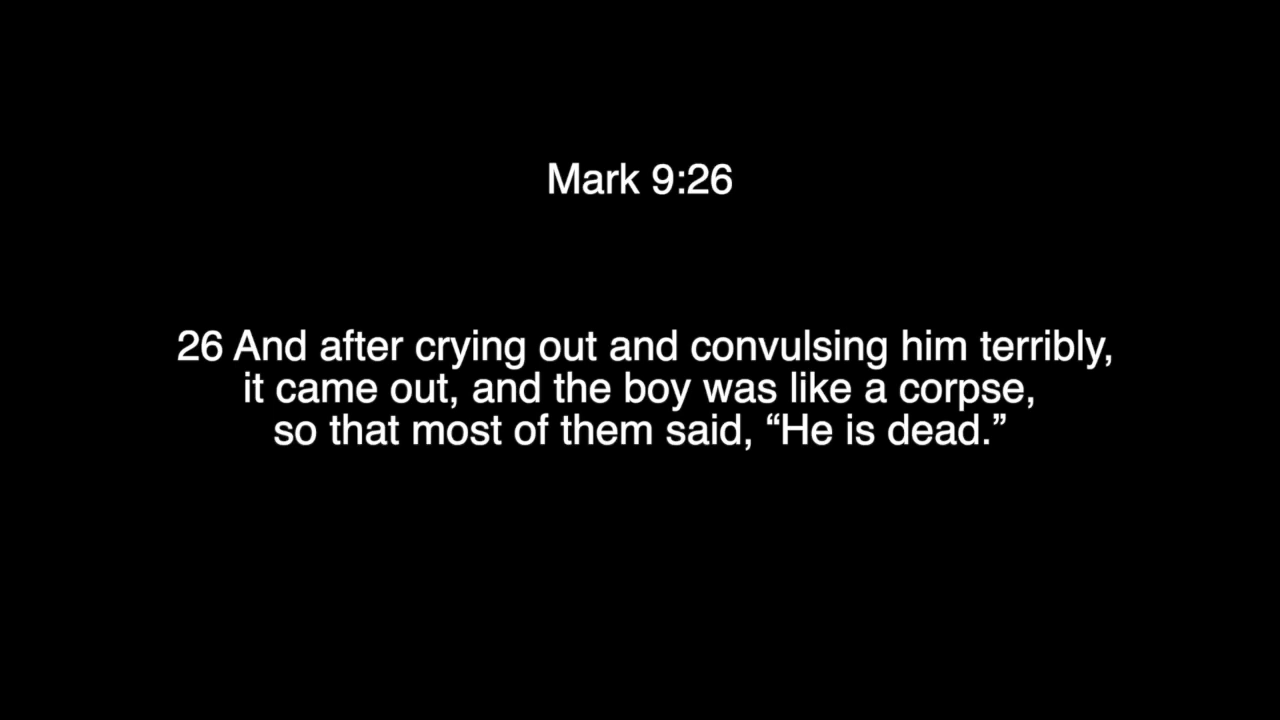 Mark 9:26
26 And after crying out and convulsing him terribly,
it came out, and the boy was like a corpse,
so that most of them said, “He is dead.”